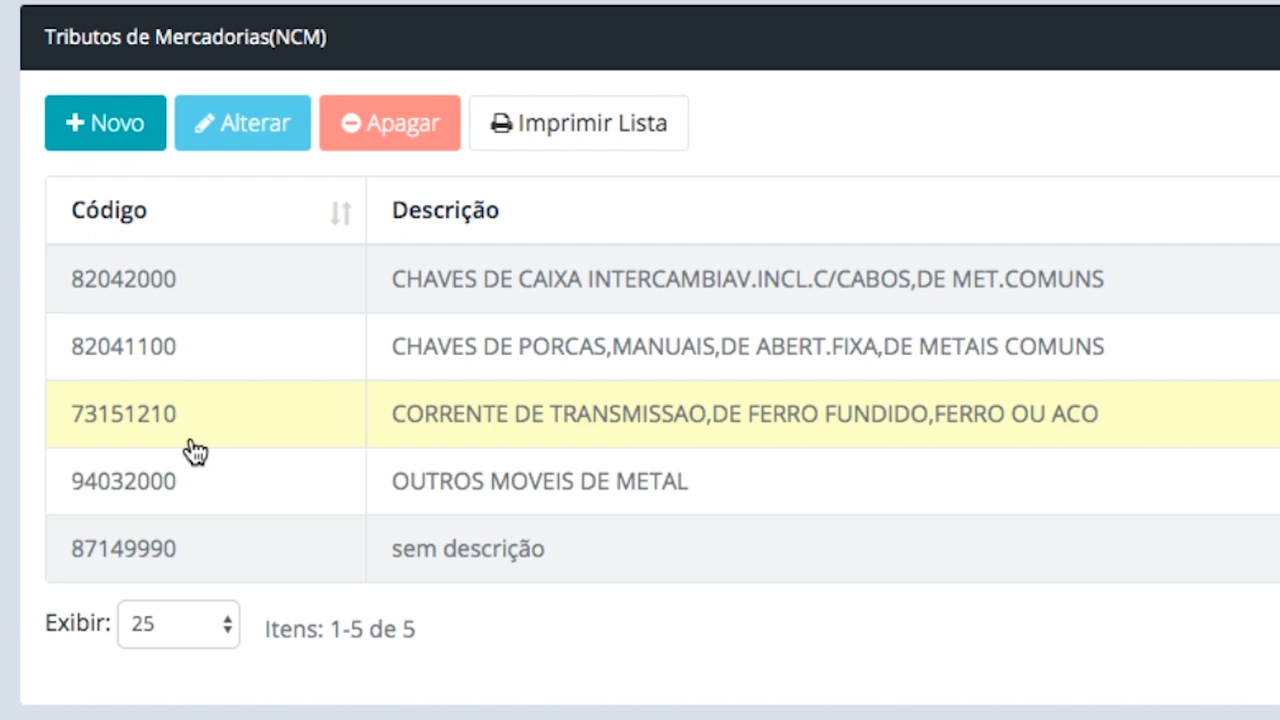 Tributos de Mercadorias(NCM)
Novo Alterar Apagar Imprimir Lista
Código Descrição
82042000 CHAVES DE CAIXA INTERCAMBIAV.INCL.C/CABOS,DE MET.COMUNS
82041100 CHAVES DE PORCAS,MANUAIS,DE ABERT.FIXA,DE METAIS COMUNS
73151210 CORRENTE DE TRANSMISSAO,DE FERRO FUNDIDO,FERRO OU ACO
94032000 OUTROS MOVEIS DE METAL
87149990 sem descrição
Exibir: 25 Itens: 1-5 de 5